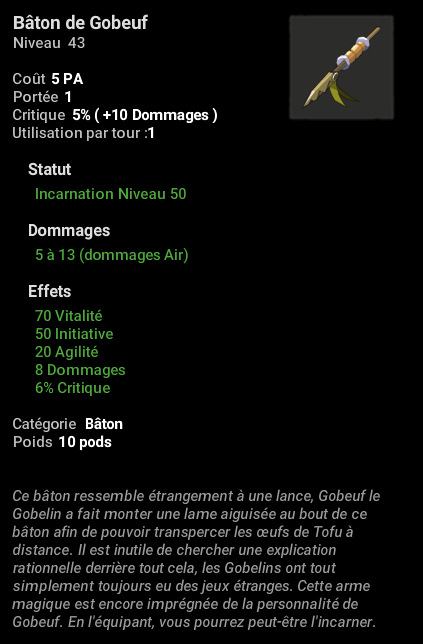 Bâton de Gobeuf
Niveau 43
Coût 5 PA
Portée 1
Critique 5% ( +10 Dommages )
Utilisation par tour :1
Statut
Incarnation Niveau 50
Dommages
5 à 13 (dommages Air)
Effets
70 Vitalité
50 Initiative
20 Agilité
8 Dommages
6% Critique
Catégorie Bâton
Poids 10 pods
Ce bâton ressemble étrangement à une lance, Gobeuf le
Gobelin a fait monter une lame aiguisée au bout de ce
bâton afin de pouvoir transpercer les œufs de Tofu à
distance. Il est inutile de chercher une explication
rationnelle derrière tout cela, les Gobelins ont tout
simplement toujours eu des jeux étranges. Cette arme
magique est encore imprégnée de la personnalité de
Gobeuf. En l'équipant, vous pourrez peut-être l'incarner.